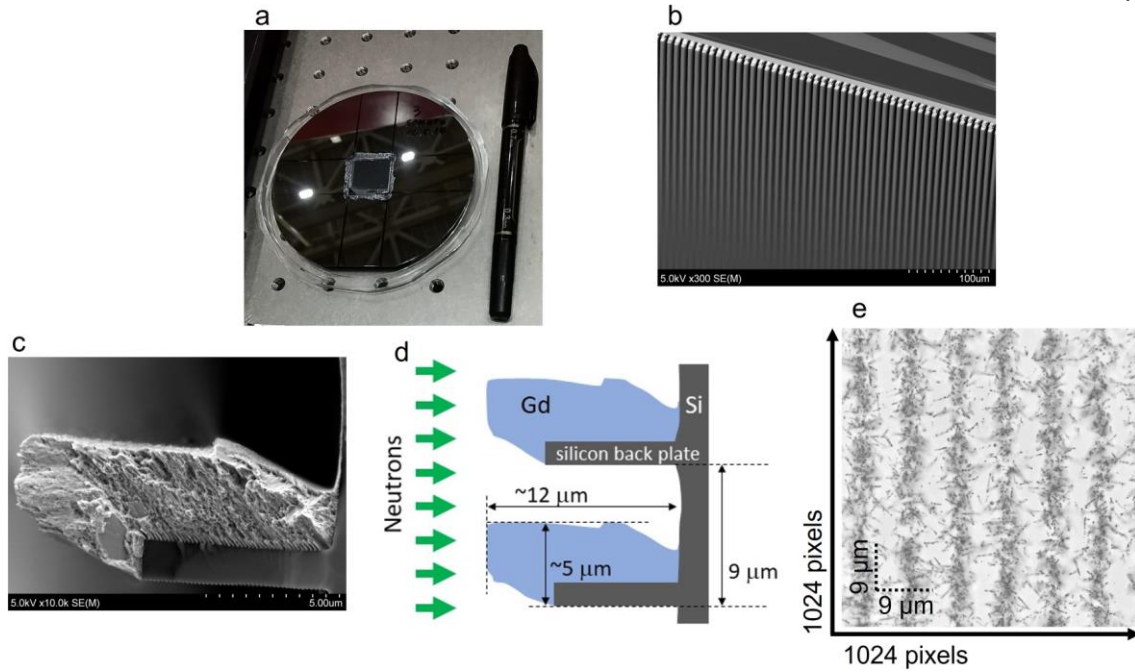 a
b
5.0kV x300 SE(M)
100um
c
5.0kV x10.0k SE(M)
5.00um
d
Neutrons
Gd
Si
silicon back plate
~12 μm
~5 μm
9 μm
e
1024 pixels
9 μm
9 μm
1024 pixels